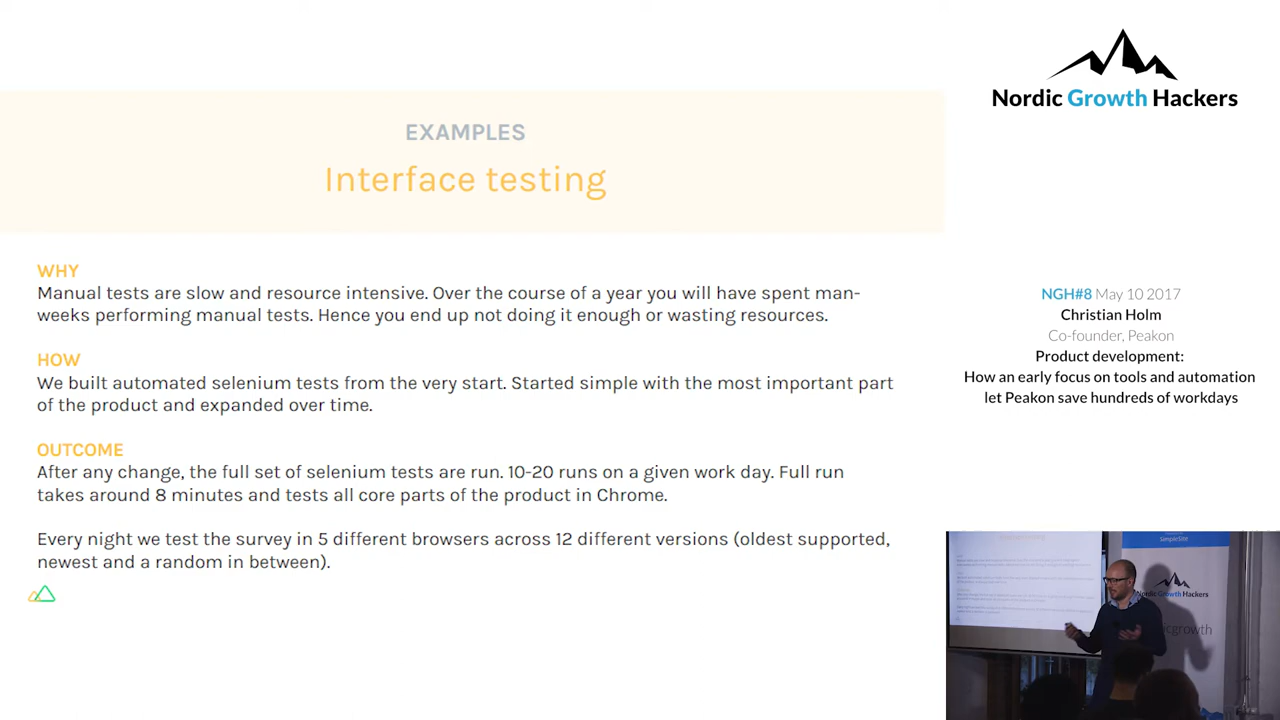 EXAMPLES
Interface testing
WHY
Manual tests are slow and resource intensive. Over the course of a year you will have spent man-
weeks performing manual tests. Hence you end up not doing it enough or wasting resources.
HOW
We built automated selenium tests from the very start. Started simple with the most important part
of the product and expanded over time.
OUTCOME
After any change, the full set of selenium tests are run. 10-20 runs on a given work day. Full run
takes around 8 minutes and tests all core parts of the product in Chrome.
Every night we test the survey in 5 different browsers across 12 different versions (oldest supported,
newest and a random in between).
Nordic Growth Hackers
NGH#8 May 10 2017
Christian Holm
Co-founder, Peakon
Product development:
How an early focus on tools and automation
let Peakon save hundreds of workdays
SimpleSite
Nordic Growth Hackers
icgrowth